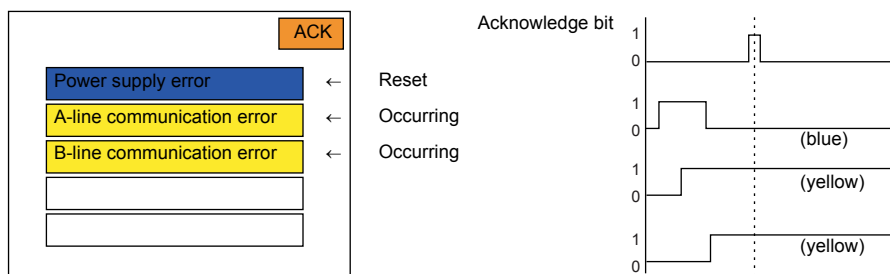 ACK
Power supply error ← Reset
A-line communication error ← Occurring
B-line communication error ← Occurring
Acknowledge bit
1
0
1
0
(blue)
1
0
(yellow)
1
0
(yellow)